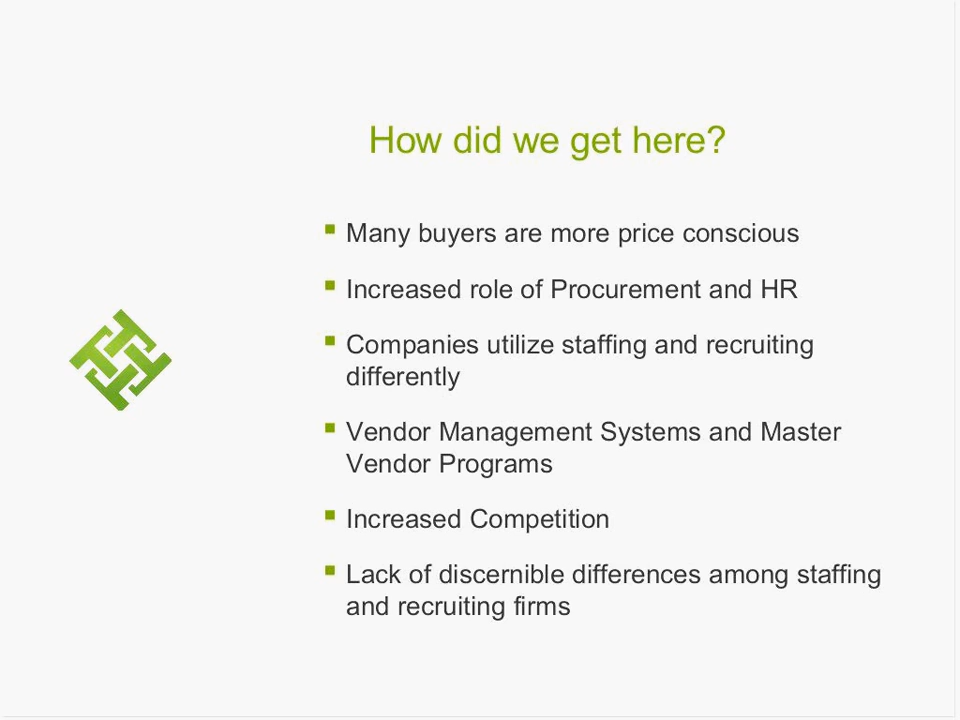 How did we get here?
Many buyers are more price conscious
Increased role of Procurement and HR
Companies utilize staffing and recruiting
differently
Vendor Management Systems and Master
Vendor Programs
Increased Competition
Lack of discernible differences among staffing
and recruiting firms